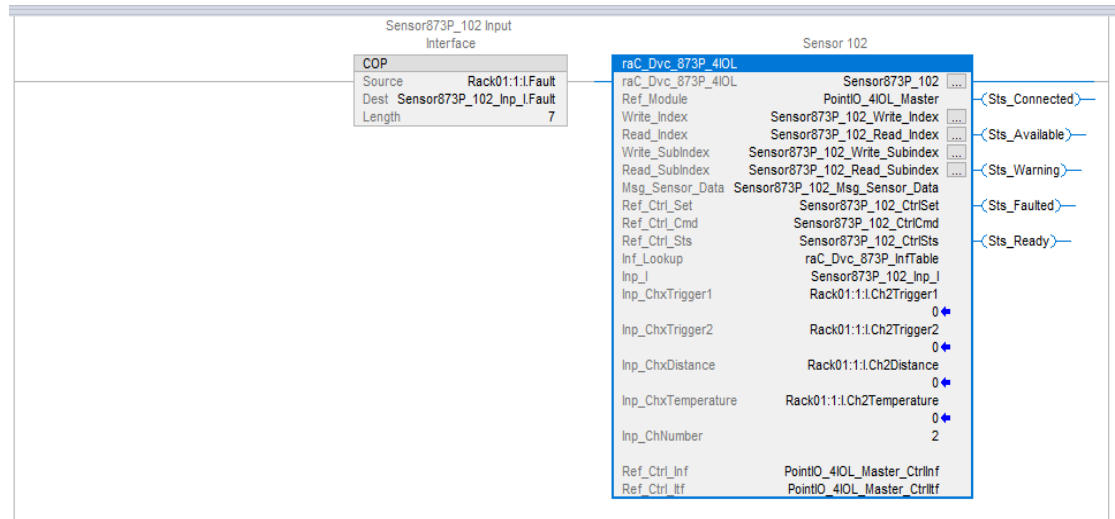 Sensor873P_102 Input
Interface
COP
Source Rack01:1:I.Fault
Dest Sensor873P_102_Inp_I.Fault
Length 7
Sensor 102
raC_Dvc_873P_4IOL
raC_Dvc_873P_4IOL Sensor873P_102 ...
Ref_Module PointIO_4IOL_Master
Write_Index Sensor873P_102_Write_Index ...
Read_Index Sensor873P_102_Read_Index ...
Write_SubIndex Sensor873P_102_Write_Subindex ...
Read_SubIndex Sensor873P_102_Read_Subindex ...
Msg_Sensor_Data Sensor873P_102_Msg_Sensor_Data
Ref_Ctrl_Set Sensor873P_102_CtrlSet
Ref_Ctrl_Cmd Sensor873P_102_CtrlCmd
Ref_Ctrl_Sts Sensor873P_102_CtrlSts
Inf_Lookup raC_Dvc_873P_InfTable
Inp_I Sensor873P_102_Inp_I
Inp_ChxTrigger1 Rack01:1:I.Ch2Trigger1
0
Inp_ChxTrigger2 Rack01:1:I.Ch2Trigger2
0
Inp_ChxDistance Rack01:1:I.Ch2Distance
0
Inp_ChxTemperature Rack01:1:I.Ch2Temperature
0
Inp_ChNumber 2
Ref_Ctrl_Inf PointIO_4IOL_Master_CtrlInf
Ref_Ctrl_Itf PointIO_4IOL_Master_CtrlItf
Sts_Connected
Sts_Available
Sts_Warning
Sts_Faulted
Sts_Ready